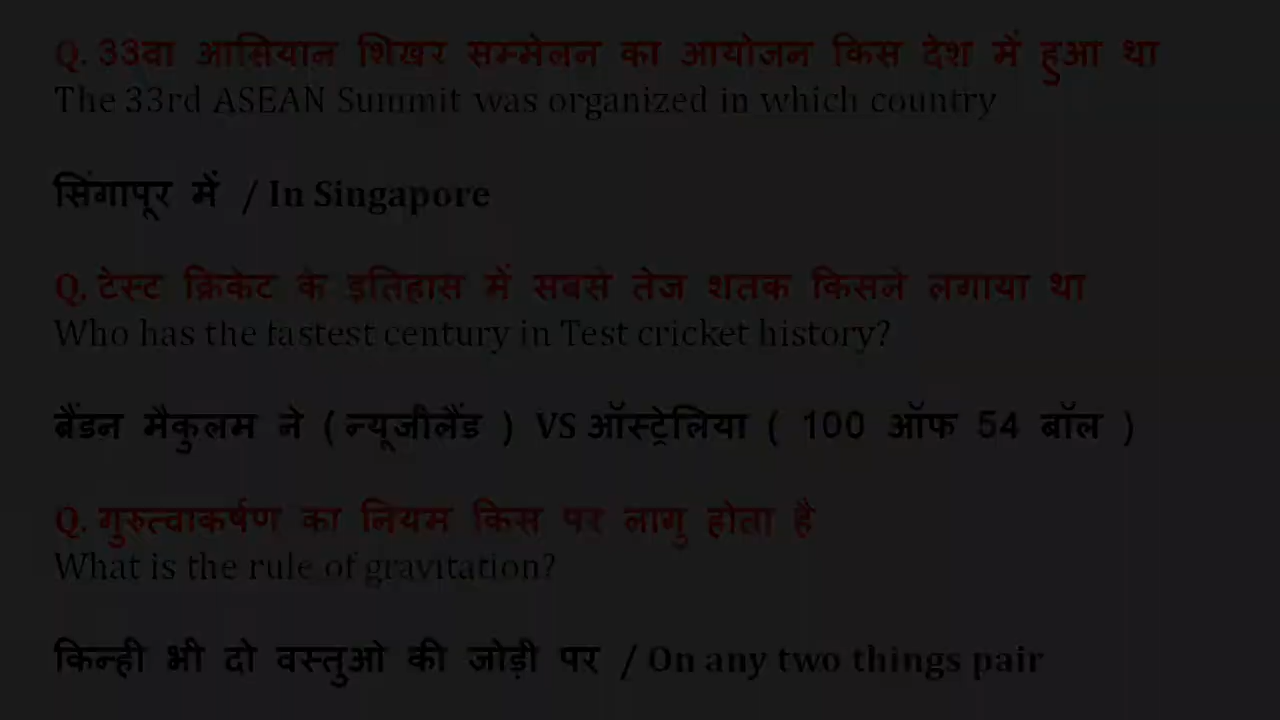 Q. 33वा आसियान शिखर सम्मेलन का आयोजन किस देश में हुआ था
The 33rd ASEAN Summit was organized in which country
सिंगापूर में / In Singapore
Q. टेस्ट क्रिकेट के इतिहास में सबसे तेज शतक किसने लगाया था
Who has the fastest century in Test cricket history?
ब्रैंडन मैकुलम ने ( न्यूजीलैंड ) VS ऑस्ट्रेलिया ( 100 ऑफ 54 बॉल )
Q. गुरुत्वाकर्षण का नियम किस पर लागु होता है
What is the rule of gravitation?
किन्ही भी दो वस्तुओ की जोड़ी पर / On any two things pair